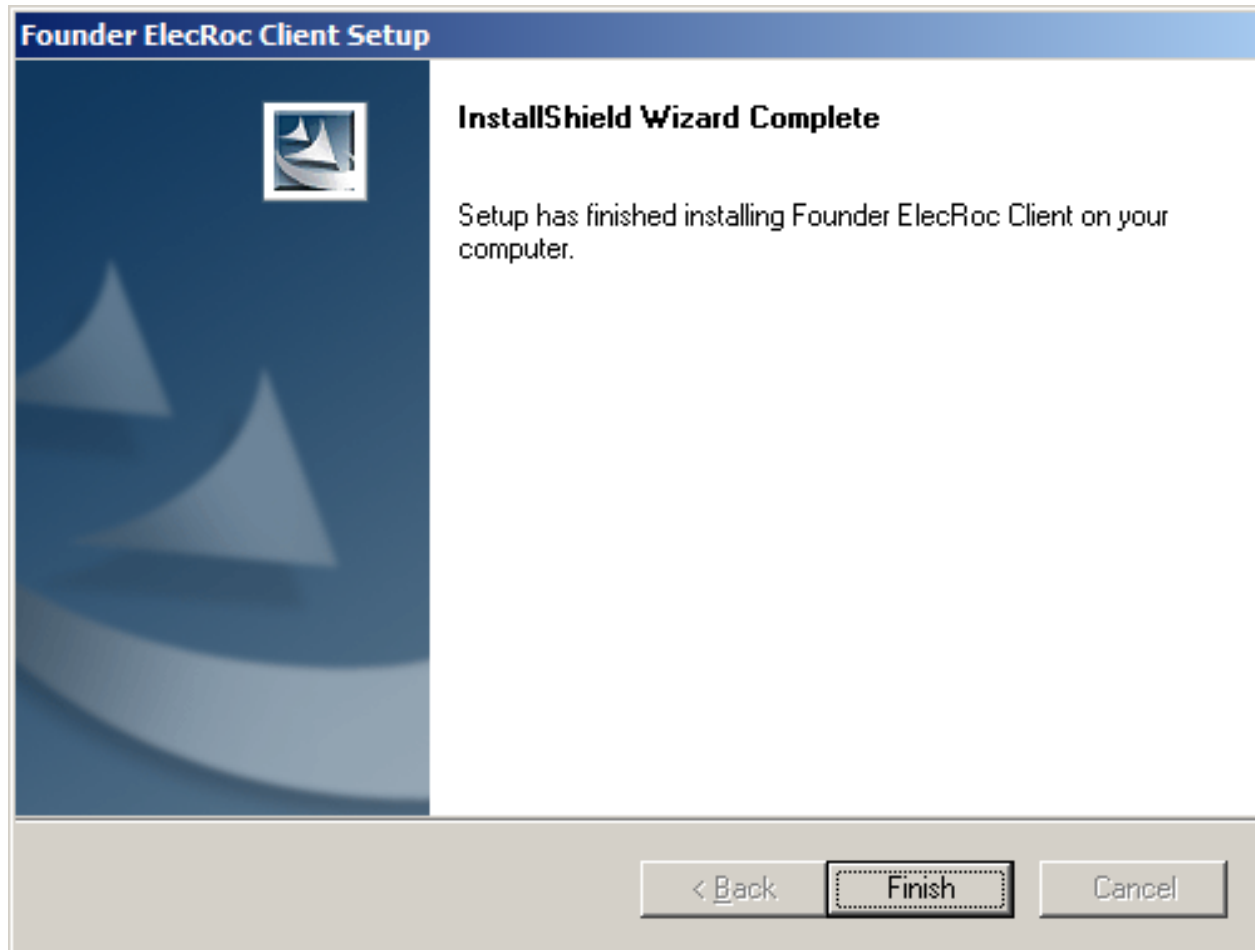 Founder ElecRoc Client Setup
InstallShield Wizard Complete
Setup has finished installing Founder ElecRoc Client on your
computer.
< Back
Finish
Cancel